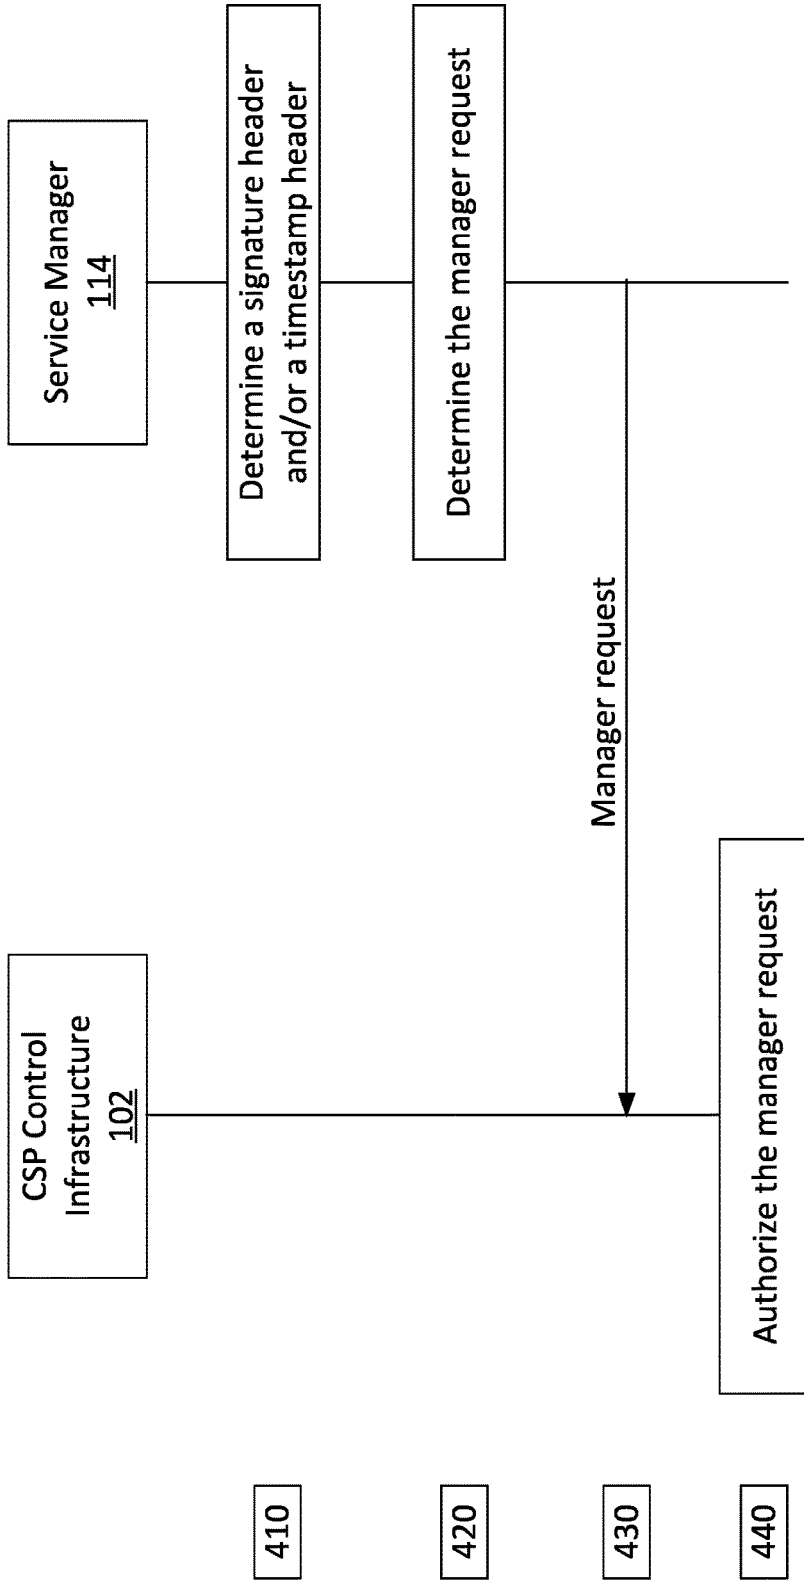 CSP Control
Infrastructure
102
Service Manager
114
410
Determine a signature header
and/or a timestamp header
420
Determine the manager request
430
Manager request
440
Authorize the manager request